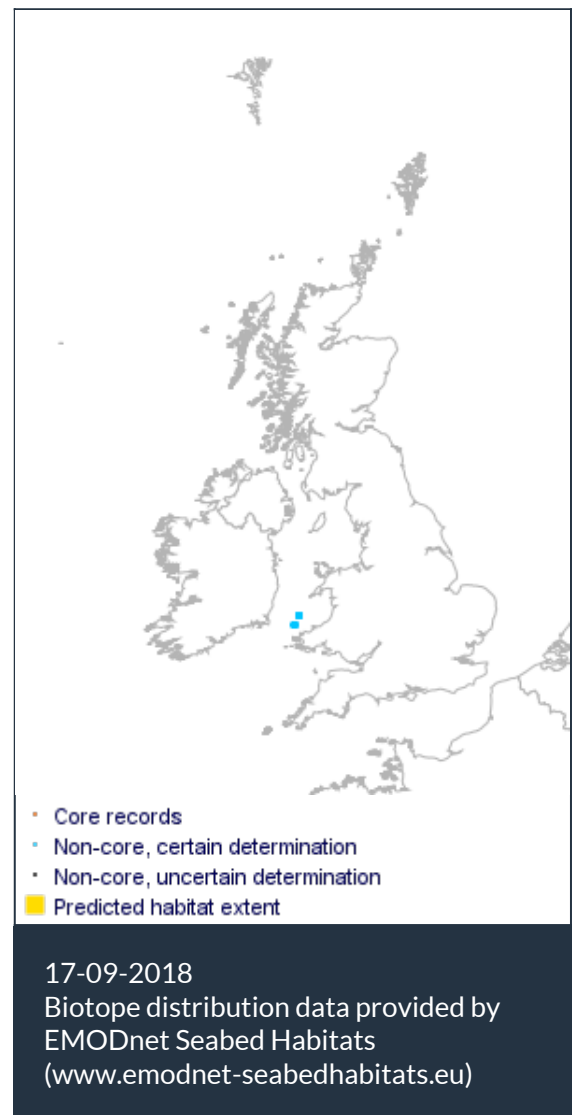 Core records
Non-core, certain determination
Non-core, uncertain determination
Predicted habitat extent
17-09-2018
Biotope distribution data provided by
EMODnet Seabed Habitats
(www.emodnet-seabedhabitats.eu)